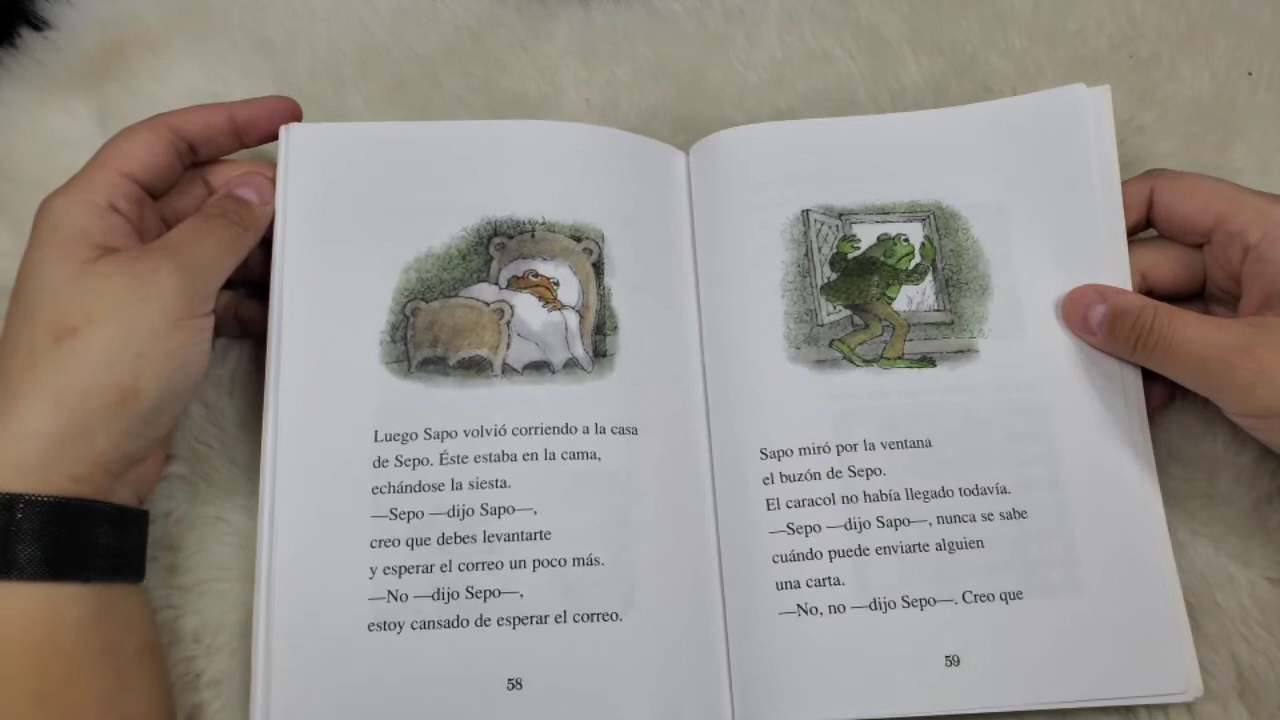 Luego Sapo volvió corriendo a la casa
de Sepo. Éste estaba en la cama,
echándose la siesta.
—Sepo —dijo Sapo—,
creo que debes levantarte
y esperar el correo un poco más.
—No —dijo Sepo—,
estoy cansado de esperar el correo.
58
Sapo miró por la ventana
el buzón de Sepo.
El caracol no había llegado todavía.
—Sepo —dijo Sapo—, nunca se sabe
cuándo puede enviarte alguien
una carta.
—No, no —dijo Sepo—. Creo que
59